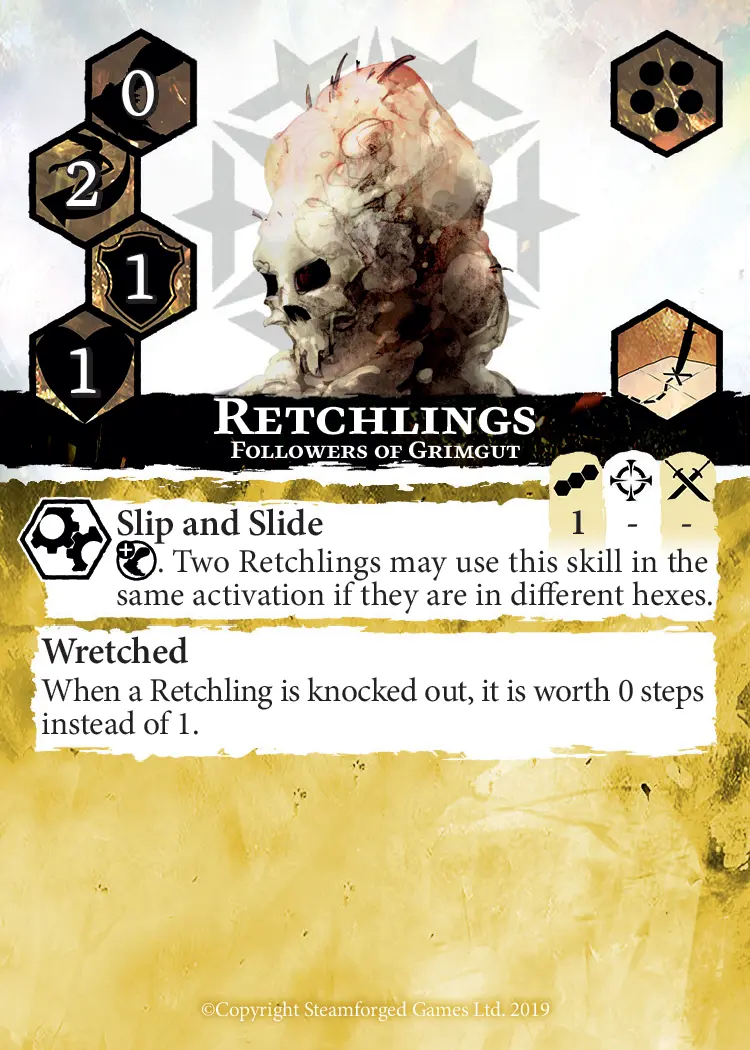 0
2
1
1
Retchlings
Followers of Grimgut
Slip and Slide
1 - -
. Two Retchlings may use this skill in the
same activation if they are in different hexes.
Wretched
When a Retchling is knocked out, it is worth 0 steps
instead of 1.
©Copyright Steamforged Games Ltd. 2019